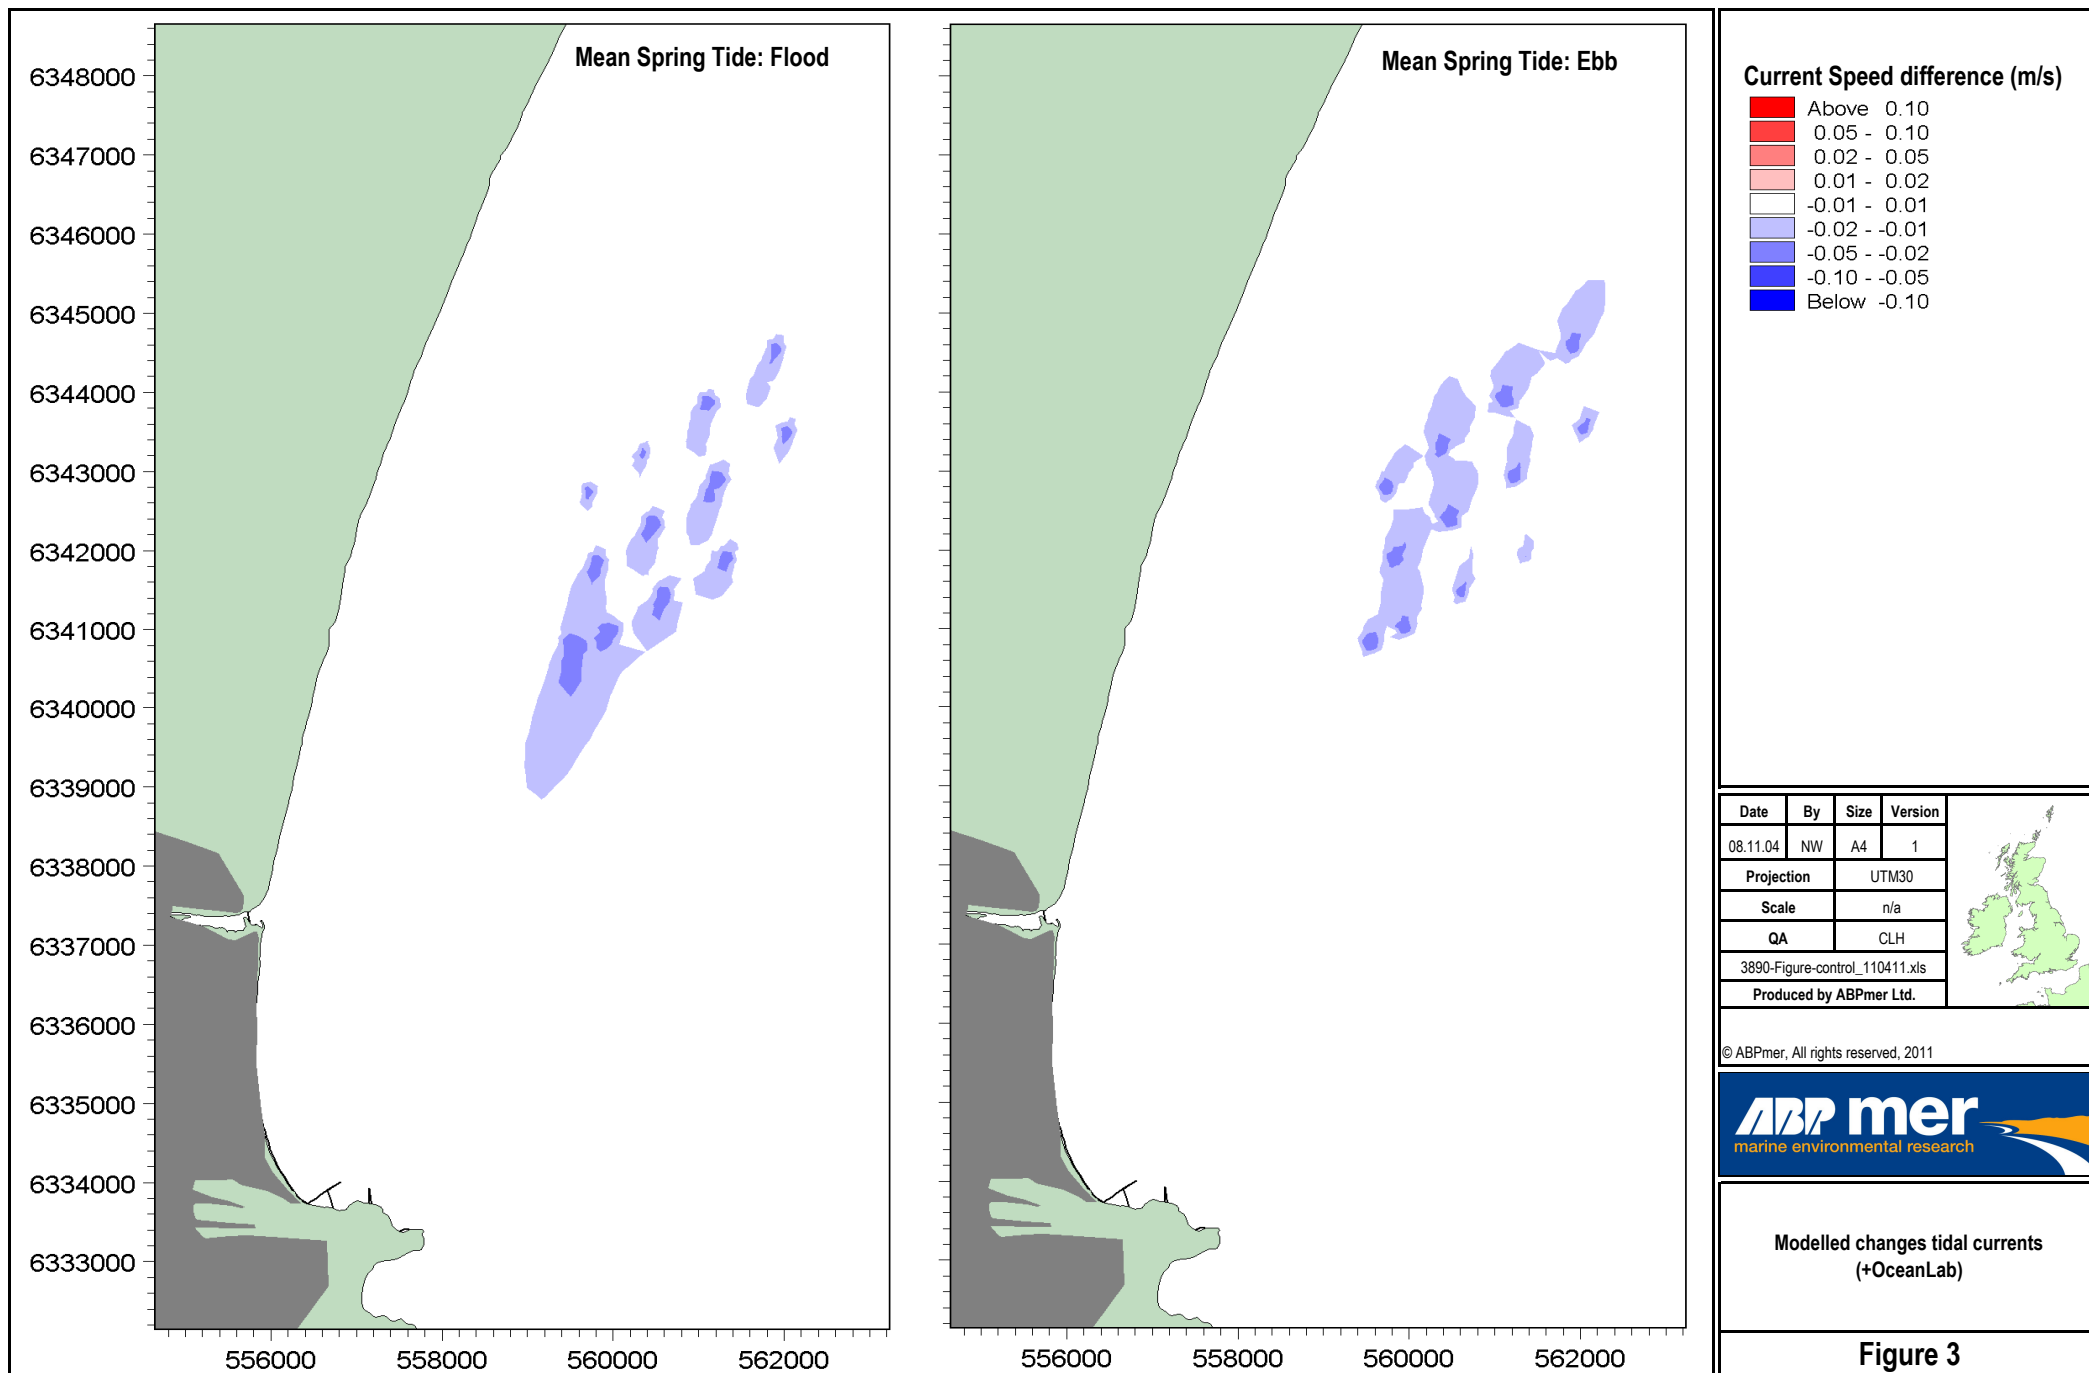 Mean Spring Tide: Flood
6348000
6347000
6346000
6345000
6344000
6343000
6342000
6341000
6340000
6339000
6338000
6337000
6336000
6335000
6334000
6333000
556000 558000 560000 562000
Mean Spring Tide: Ebb
556000 558000 560000 562000
Current Speed difference (m/s)
Above 0.10
0.05 - 0.10
0.02 - 0.05
0.01 - 0.02
-0.01 - 0.01
-0.02 - -0.01
-0.05 - -0.02
-0.10 - -0.05
Below -0.10
Date By Size Version
08.11.04 NW A4 1
Projection UTM30
Scale n/a
QA CLH
3890-Figure-control_110411.xls
Produced by ABPmer Ltd.
© ABPmer, All rights reserved, 2011
ABP mer
marine environmental research
Modelled changes tidal currents
(+OceanLab)
Figure 3